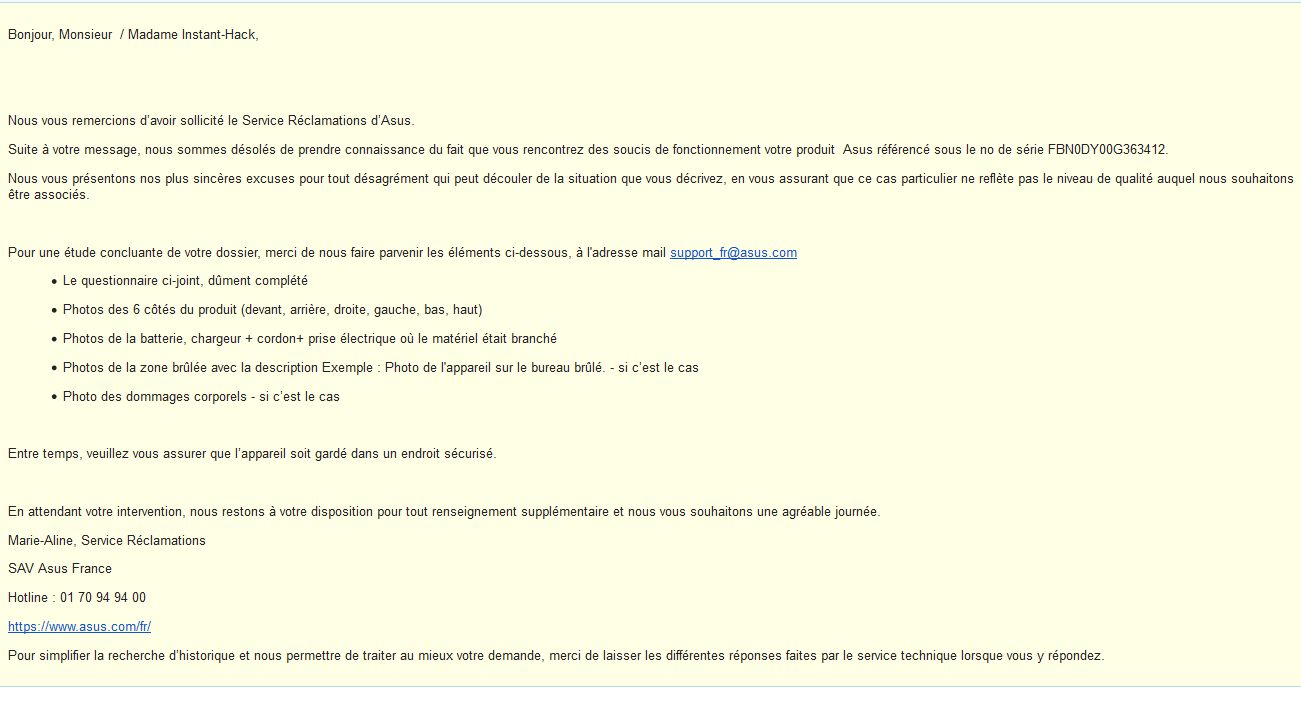 Bonjour, Monsieur  / Madame Instant-Hack,
Nous vous remercions d’avoir sollicité le Service Réclamations d’Asus.
Suite à votre message, nous sommes désolés de prendre connaissance du fait que vous rencontrez des soucis de fonctionnement votre produit  Asus référencé sous le no de série FBN0DY00G363412.
Nous vous présentons nos plus sincères excuses pour tout désagrément qui peut découler de la situation que vous décrivez, en vous assurant que ce cas particulier ne reflète pas le niveau de qualité auquel nous souhaitons
être associés.
Pour une étude concluante de votre dossier, merci de nous faire parvenir les éléments ci-dessous, à l'adresse mail support_fr@asus.com
• Le questionnaire ci-joint, dûment complété
• Photos des 6 côtés du produit (devant, arrière, droite, gauche, bas, haut)
• Photos de la batterie, chargeur + cordon+ prise électrique où le matériel était branché
• Photos de la zone brûlée avec la description Exemple : Photo de l'appareil sur le bureau brûlé. - si c’est le cas
• Photo des dommages corporels - si c’est le cas
Entre temps, veuillez vous assurer que l’appareil soit gardé dans un endroit sécurisé.
En attendant votre intervention, nous restons à votre disposition pour tout renseignement supplémentaire et nous vous souhaitons une agréable journée.
Marie-Aline, Service Réclamations
SAV Asus France
Hotline : 01 70 94 94 00
https://www.asus.com/fr/
Pour simplifier la recherche d’historique et nous permettre de traiter au mieux votre demande, merci de laisser les différentes réponses faites par le service technique lorsque vous y répondez.